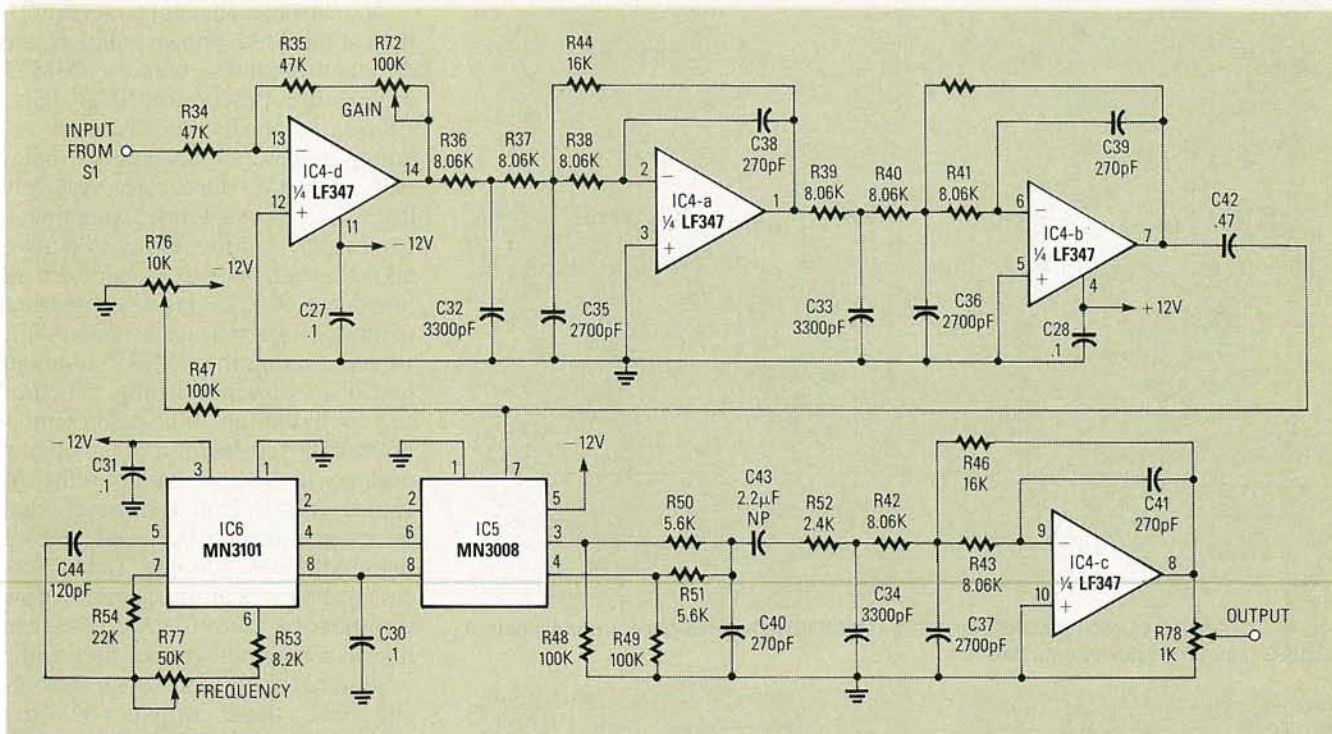 R35
47K
R72
100K
GAIN
R34
47K
INPUT
FROM
S1
13
−
IC4-d
¼ LF347
12
+
14
11
−12V
R36
8.06K
R37
8.06K
R38
8.06K
R44
16K
C38
270pF
2
−
IC4-a
¼ LF347
3
+
1
R39
8.06K
R40
8.06K
R41
8.06K
C39
270pF
6
−
IC4-b
¼ LF347
5
+
7
4
+12V
C42
.47
R76
10K
−12V
C27
.1
C32
3300pF
C35
2700pF
C33
3300pF
C36
2700pF
C28
.1
R47
100K
−12V
C31
.1
3
1
IC6
MN3101
2
4
8
5
7
6
C44
120pF
R54
22K
R77
50K
FREQUENCY
R53
8.2K
C30
.1
1
7
−12V
IC5
MN3008
2
6
8
5
3
4
R50
5.6K
R51
5.6K
R48
100K
R49
100K
C43
2.2μF
NP
C40
270pF
R52
2.4K
R42
8.06K
C34
3300pF
C37
2700pF
R46
16K
R43
8.06K
C41
270pF
9
−
IC4-c
¼ LF347
10
+
8
R78
1K
OUTPUT